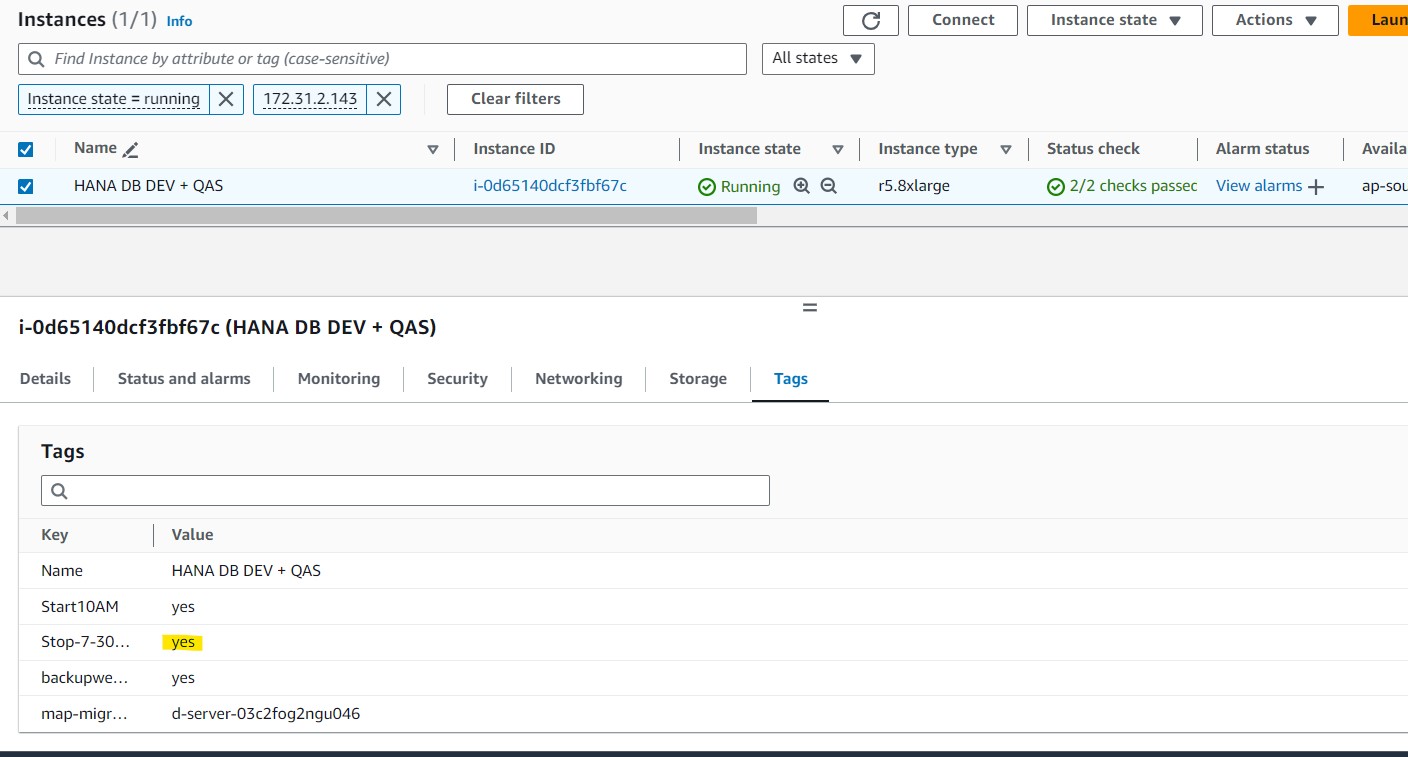 Instances (1/1) Info
Connect
Instance state
Actions
Laun
Find Instance by attribute or tag (case-sensitive)
All states
Instance state = running
172.31.2.143
Clear filters
Name Instance ID Instance state Instance type Status check Alarm status Availa
HANA DB DEV + QAS i-0d65140dcf3fbf67c Running r5.8xlarge 2/2 checks passec View alarms + ap-sou
i-0d65140dcf3fbf67c (HANA DB DEV + QAS)
Details Status and alarms Monitoring Security Networking Storage Tags
Tags
Key Value
Name HANA DB DEV + QAS
Start10AM yes
Stop-7-30... yes
backupwe... yes
map-migr... d-server-03c2fog2ngu046